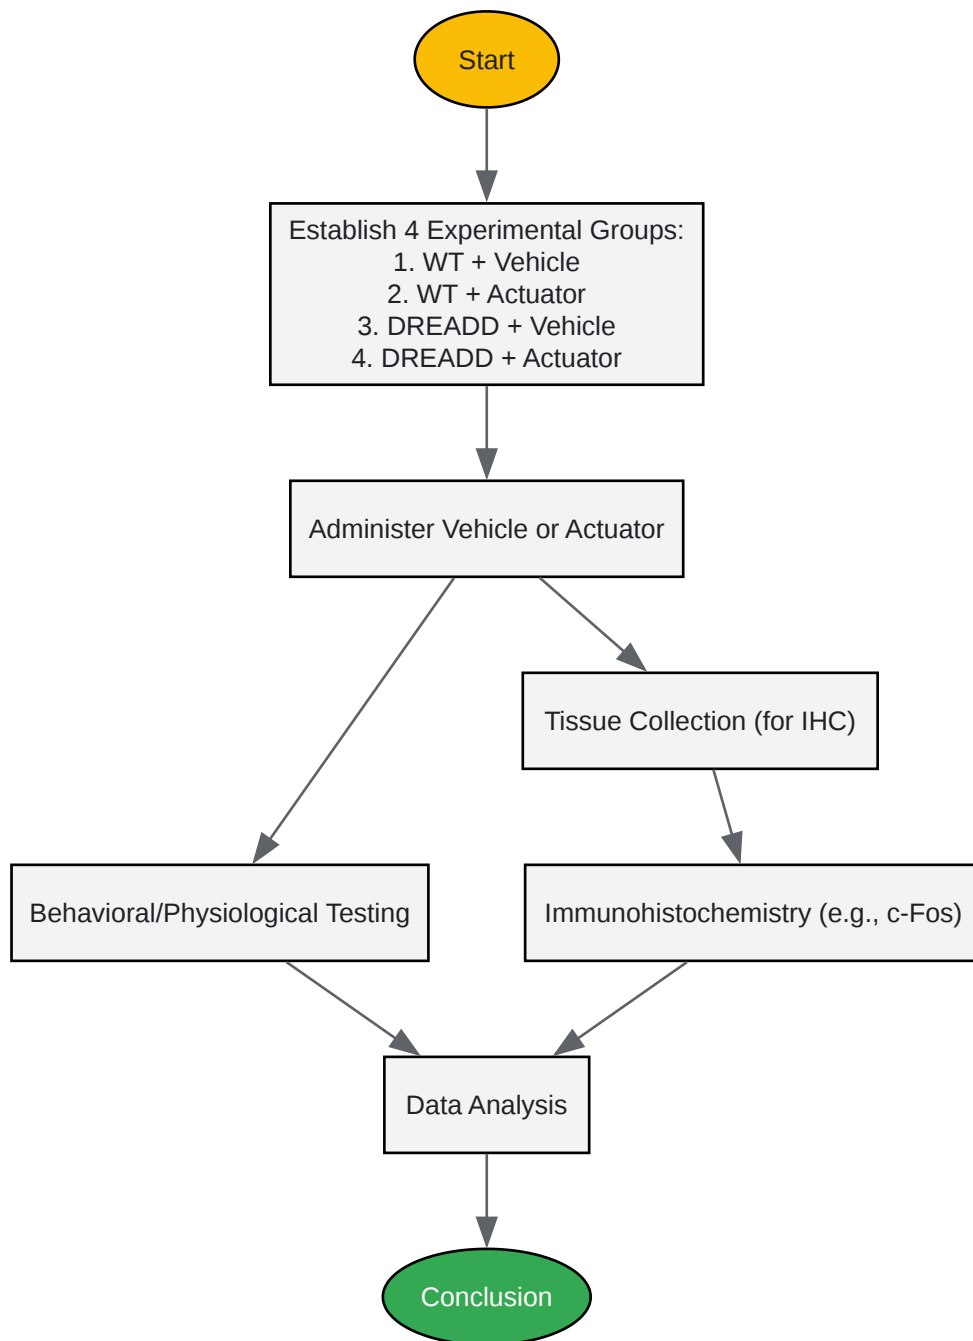 Start
Establish 4 Experimental Groups:
1. WT + Vehicle
2. WT + Actuator
3. DREADD + Vehicle
4. DREADD + Actuator
Administer Vehicle or Actuator
Tissue Collection (for IHC)
Behavioral/Physiological Testing
Immunohistochemistry (e.g., c-Fos)
Data Analysis
Conclusion